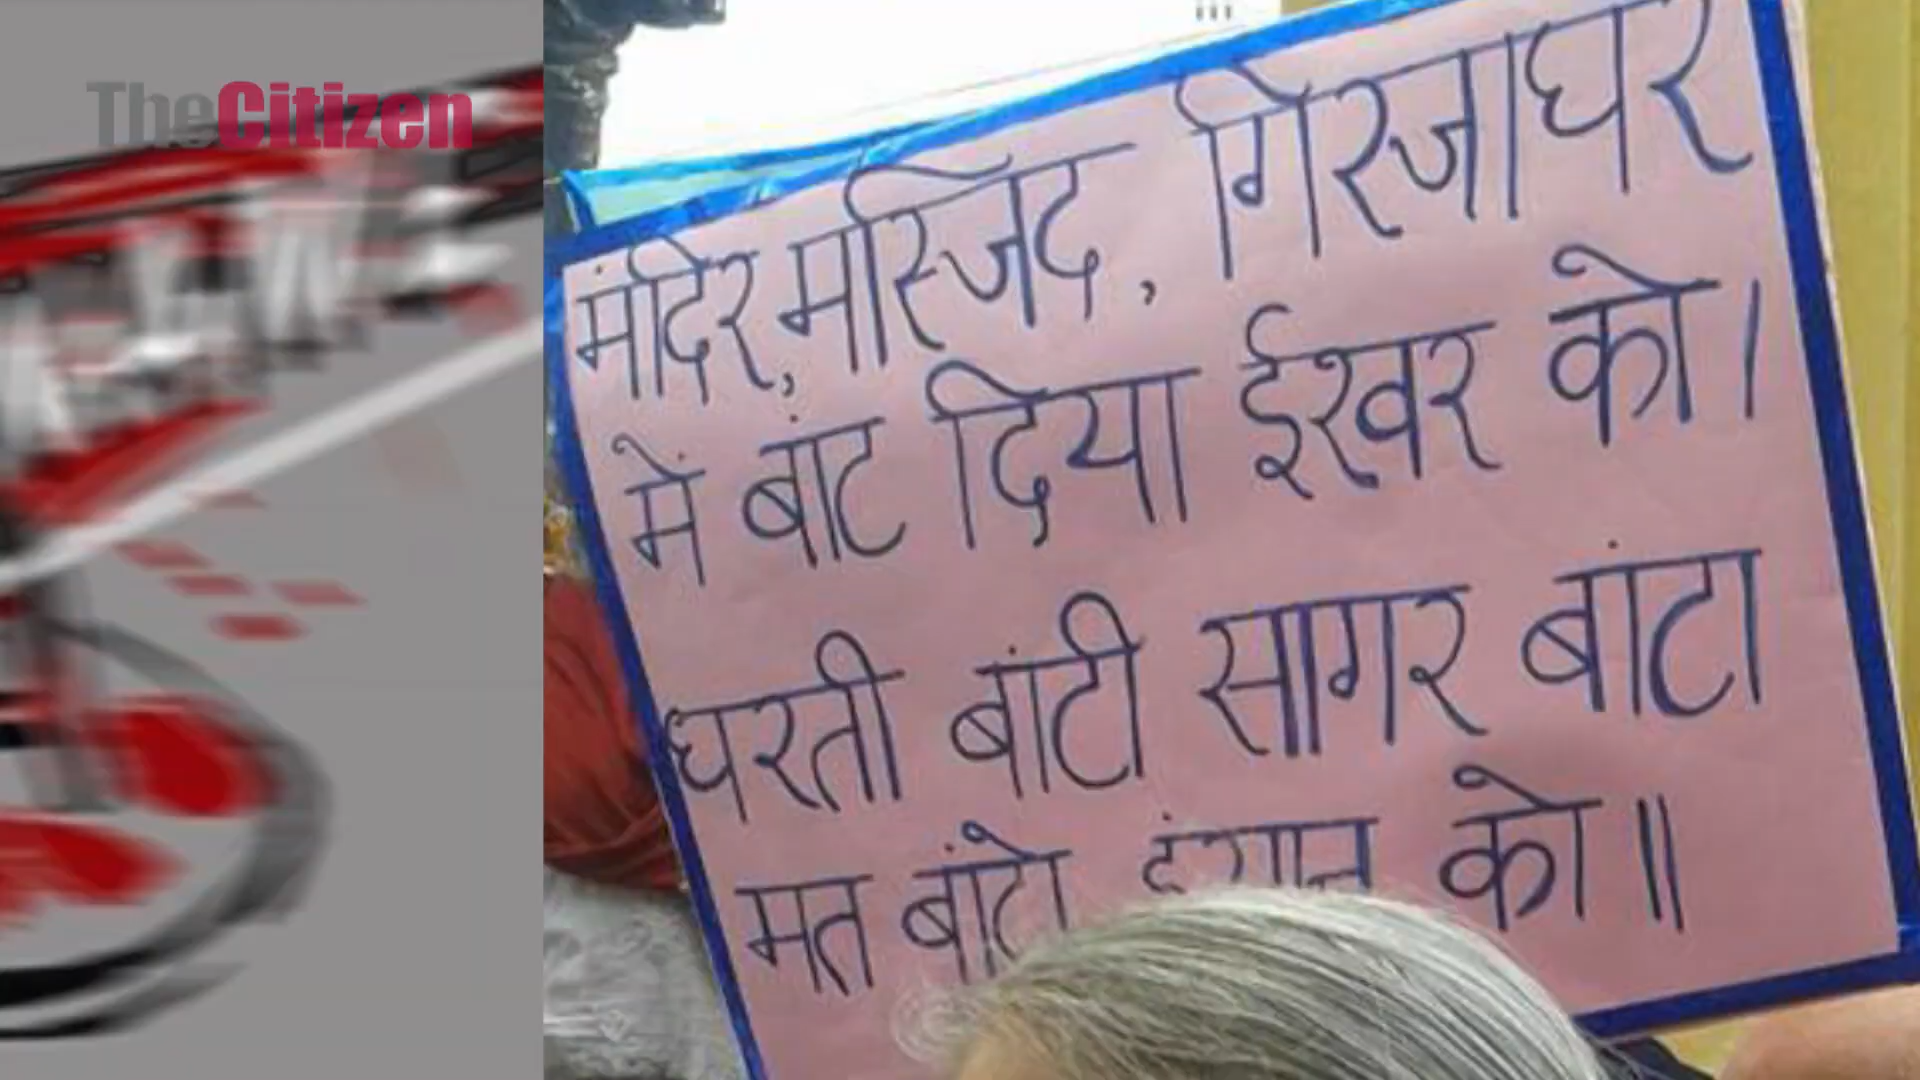 TheCitizen
मंदिर, मस्जिद, गिरजाघर
में बांट दिया ईश्वर को।
धरती बांटी सागर बांटा
मत बांटो इंसान को॥